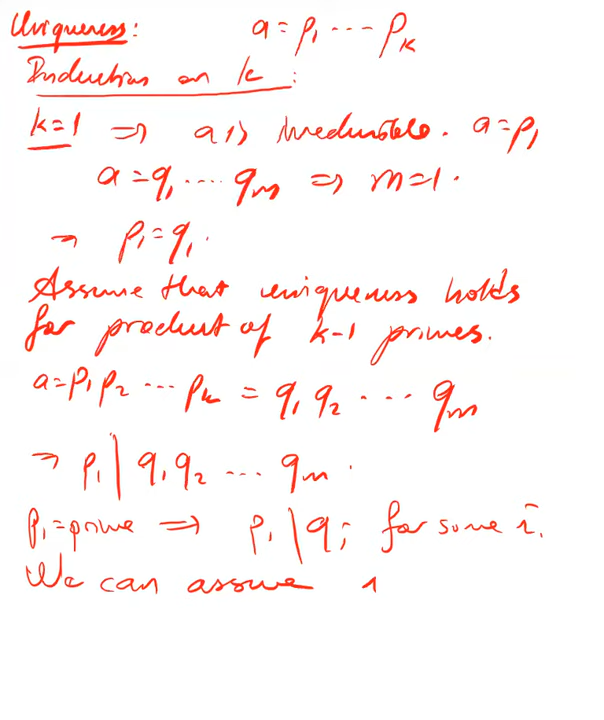 Uniqueness: a = p₁ ⋯ pₖ
Induction on k:
k=1 ⇒ a is irreducible. a=p₁
a = q₁ ⋯ qₘ ⇒ m=1.
→ p₁ = q₁.
Assume that uniqueness holds
for product of k-1 primes.
a = p₁ p₂ ⋯ pₖ = q₁ q₂ ⋯ qₘ
→ p₁ | q₁ q₂ ⋯ qₘ.
p₁ = prime ⇒ p₁ | qᵢ for some i.
We can assume